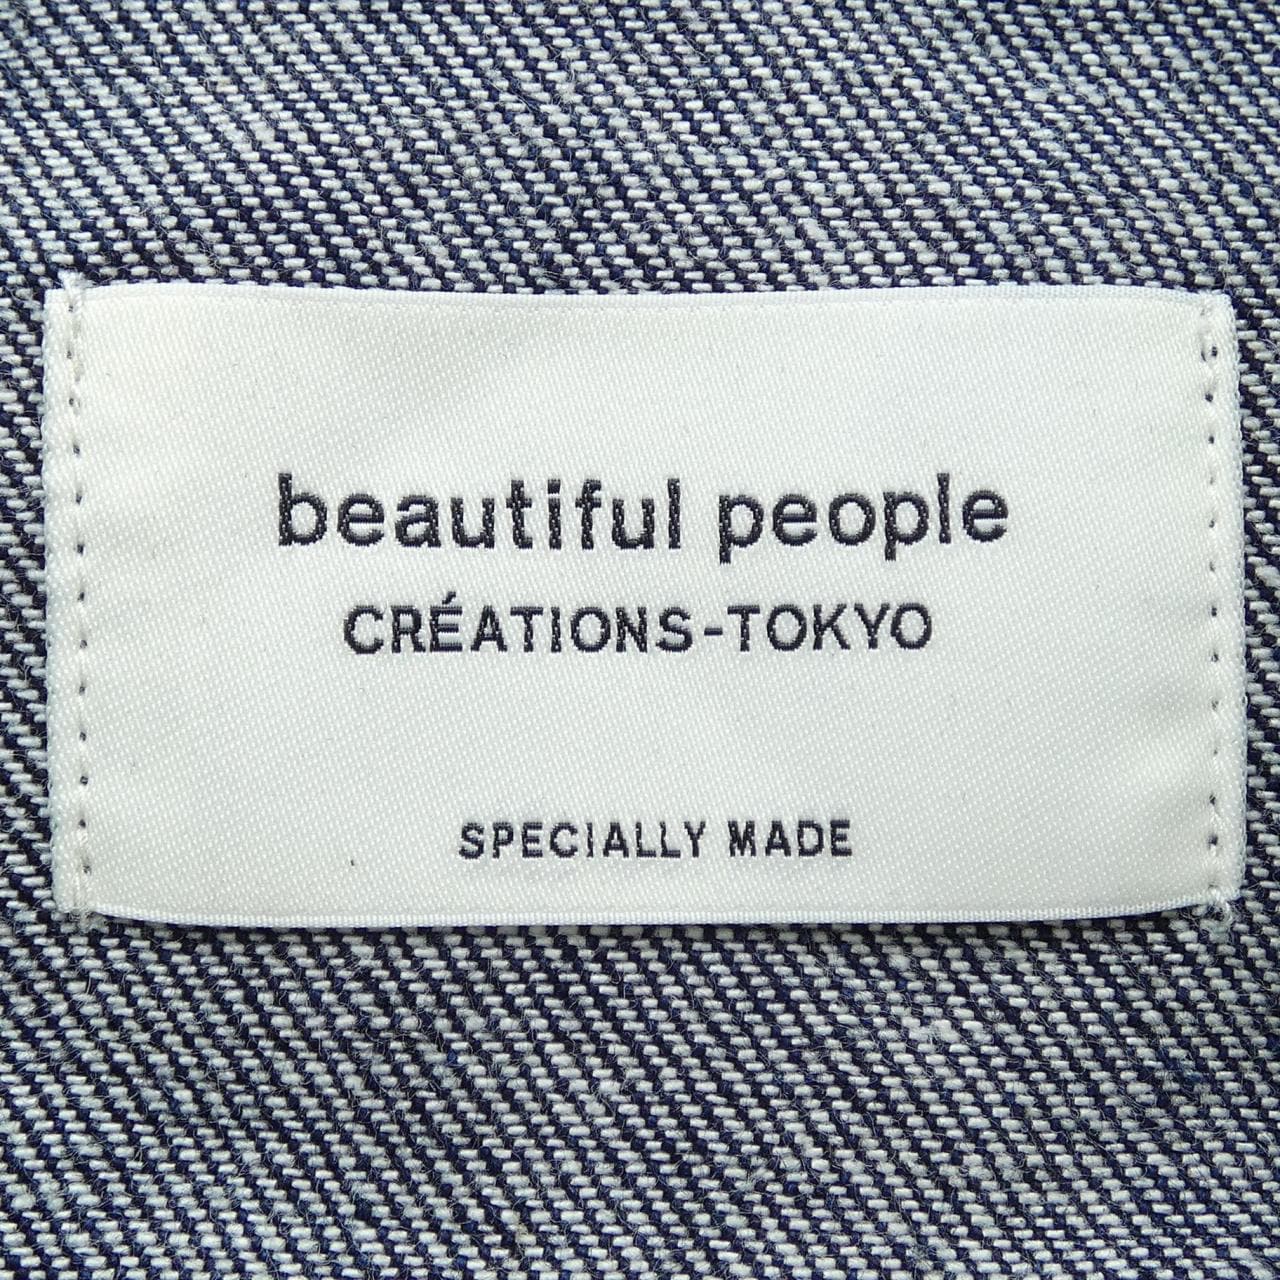 beautiful people
CRÉATIONS-TOKYO
SPECIALLY MADE